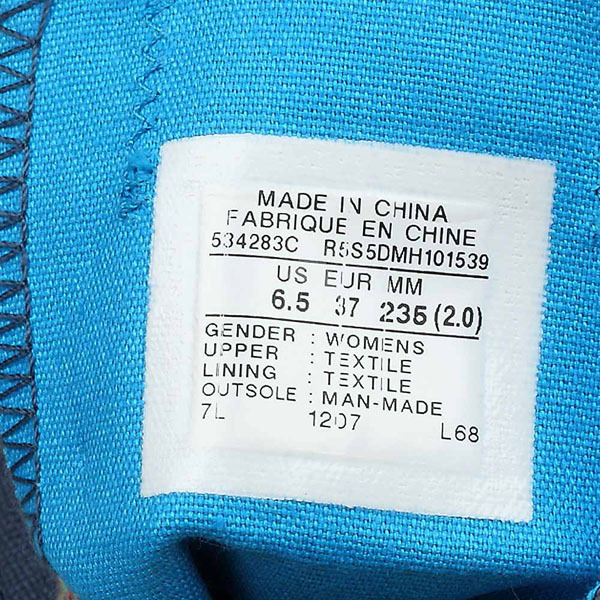 MADE IN CHINA
FABRIQUE EN CHINE
534283C R5S5DMH101539
US EUR MM
6.5 37 235 (2.0)
GENDER : WOMENS
UPPER : TEXTILE
LINING : TEXTILE
OUTSOLE : MAN-MADE
7L 1207 L68